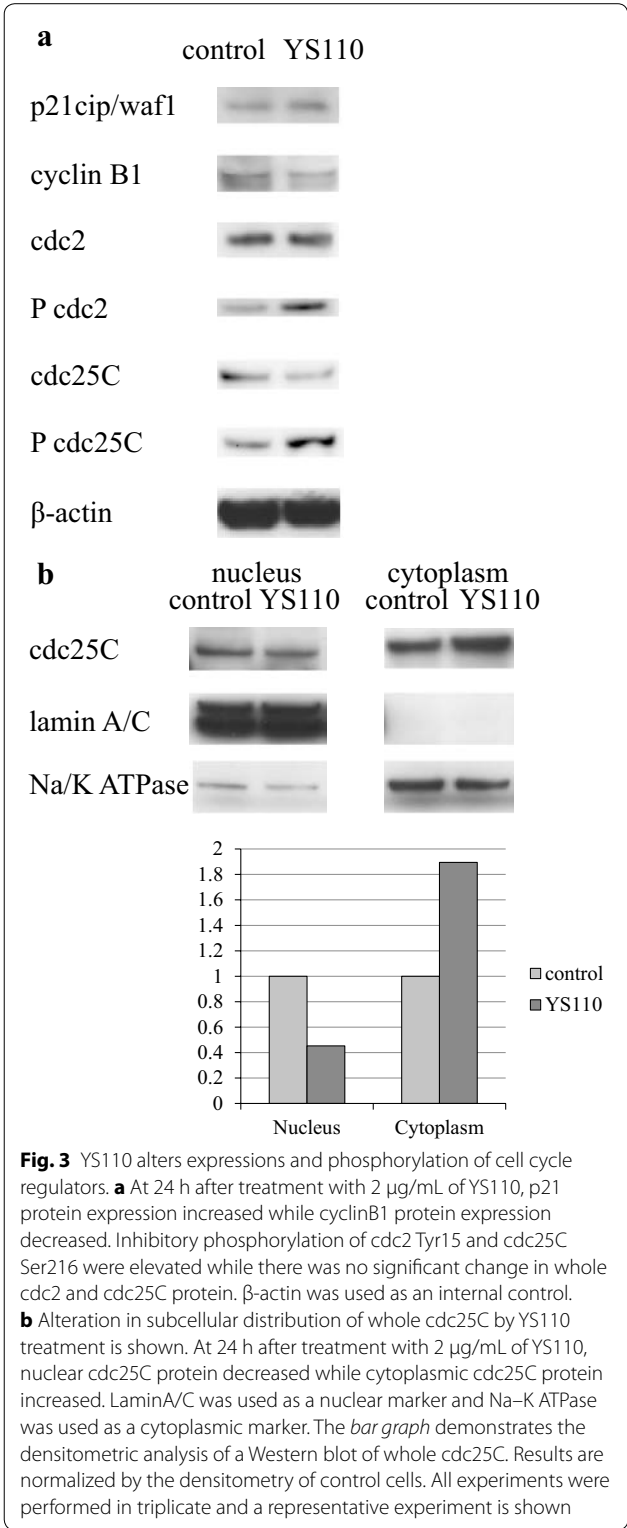 a
control YS110
p21cip/waf1
cyclin B1
cdc2
P cdc2
cdc25C
P cdc25C
β-actin
b
nucleus cytoplasm
control YS110 control YS110
cdc25C
lamin A/C
Na/K ATPase
2
1.8
1.6
1.4
1.2
1
0.8
0.6
0.4
0.2
0
control
YS110
Nucleus Cytoplasm
Fig. 3 YS110 alters expressions and phosphorylation of cell cycle
regulators. a At 24 h after treatment with 2 μg/mL of YS110, p21
protein expression increased while cyclinB1 protein expression
decreased. Inhibitory phosphorylation of cdc2 Tyr15 and cdc25C
Ser216 were elevated while there was no significant change in whole
cdc2 and cdc25C protein. β-actin was used as an internal control.
b Alteration in subcellular distribution of whole cdc25C by YS110
treatment is shown. At 24 h after treatment with 2 μg/mL of YS110,
nuclear cdc25C protein decreased while cytoplasmic cdc25C protein
increased. LaminA/C was used as a nuclear marker and Na–K ATPase
was used as a cytoplasmic marker. The bar graph demonstrates the
densitometric analysis of a Western blot of whole cdc25C. Results are
normalized by the densitometry of control cells. All experiments were
performed in triplicate and a representative experiment is shown